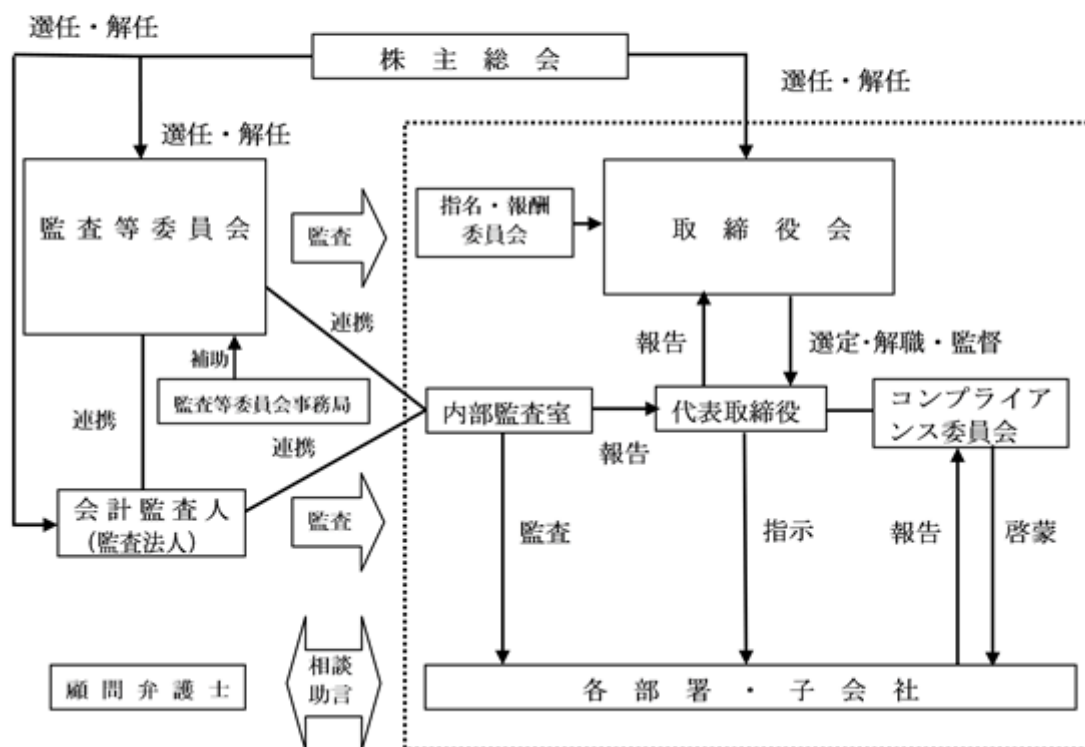 選任・解任
株主総会
選任・解任
選任・解任
監査等委員会
監査
指名・報酬
委員会
取締役会
連携
報告
選定・解職・監督
補助
監査等委員会事務局
連携
連携
内部監査室
報告
代表取締役
コンプライア
ンス委員会
会計監査人
（監査法人）
監査
監査
指示
報告
啓蒙
顧問弁護士
相談
助言
各部署・子会社